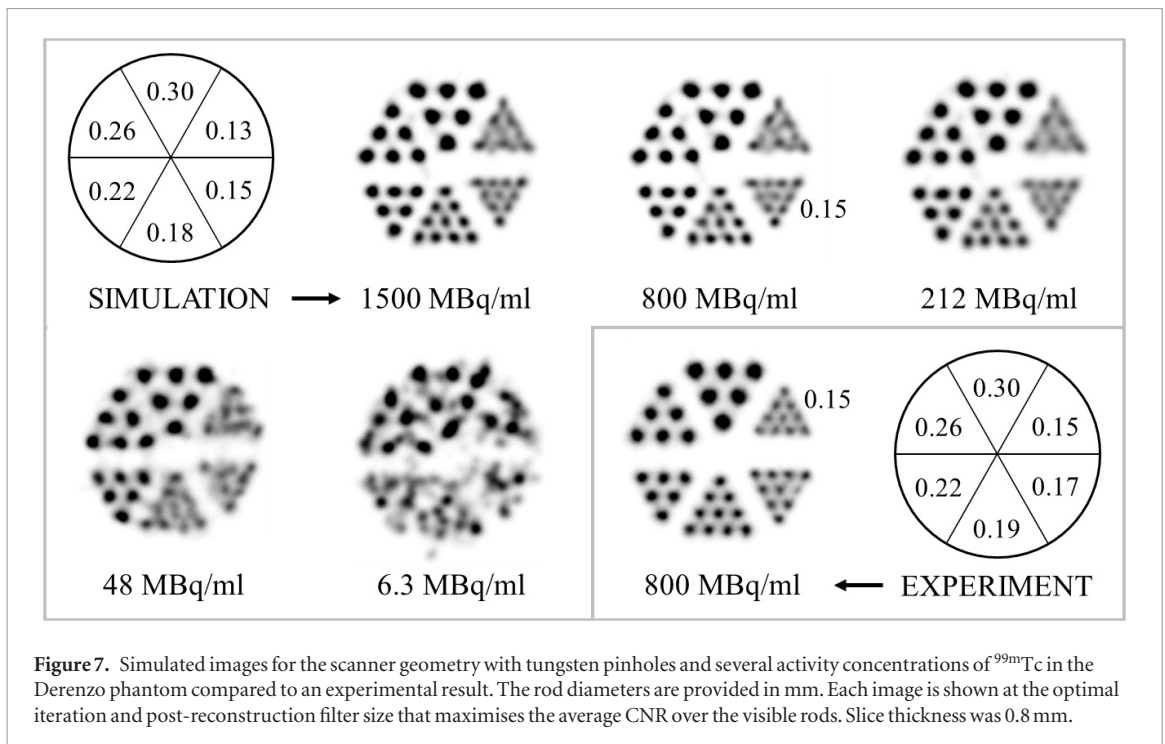 0.30
0.26 0.13
0.22 0.15
0.18
0.15
SIMULATION → 1500 MBq/ml 800 MBq/ml 212 MBq/ml
0.15
0.30
0.26 0.15
0.22 0.17
0.19
48 MBq/ml 6.3 MBq/ml 800 MBq/ml ← EXPERIMENT
Figure 7. Simulated images for the scanner geometry with tungsten pinholes and several activity concentrations of ⁹⁹ᵐTc in the
Derenzo phantom compared to an experimental result. The rod diameters are provided in mm. Each image is shown at the optimal
iteration and post-reconstruction filter size that maximises the average CNR over the visible rods. Slice thickness was 0.8 mm.